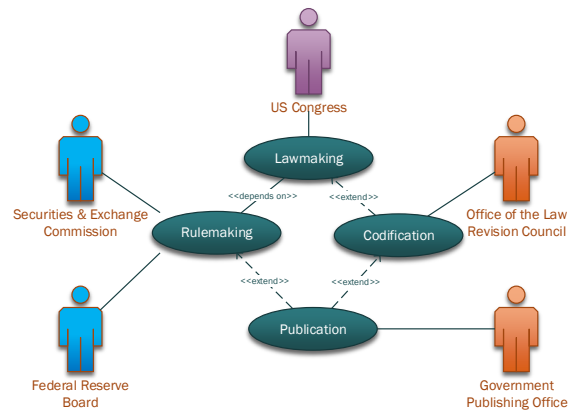 US Congress
Lawmaking
<<depends on>>
<<extend>>
Securities & Exchange
Commission
Rulemaking
Codification
Office of the Law
Revision Council
<<extend>>
<<extend>>
Publication
Federal Reserve
Board
Government
Publishing Office